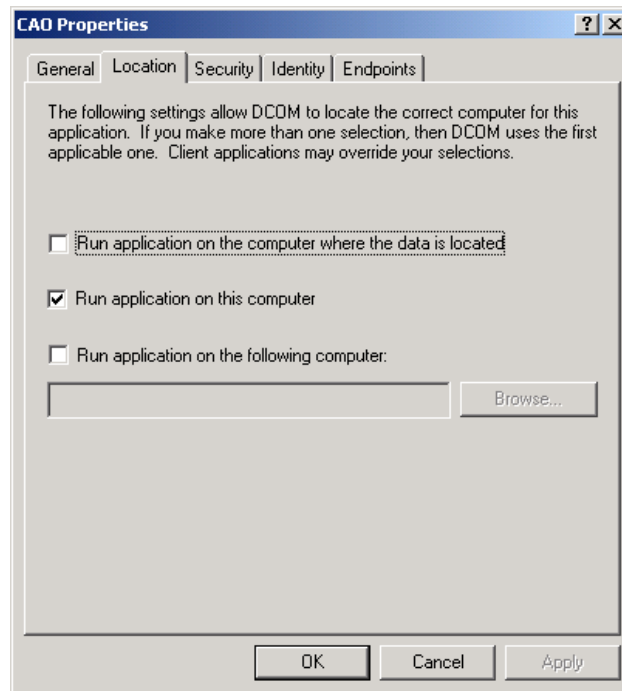 CAO Properties
General Location Security Identity Endpoints
The following settings allow DCOM to locate the correct computer for this
application. If you make more than one selection, then DCOM uses the first
applicable one. Client applications may override your selections.
Run application on the computer where the data is located
Run application on this computer
Run application on the following computer:
Browse...
OK Cancel Apply